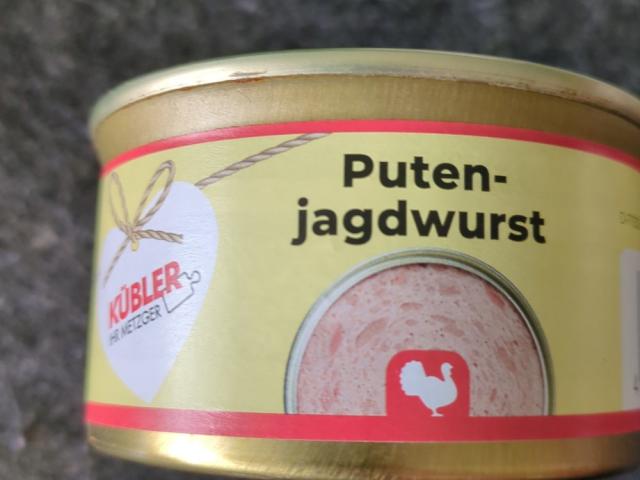 Puten-
jagdwurst
KÜBLER
IHR METZGER